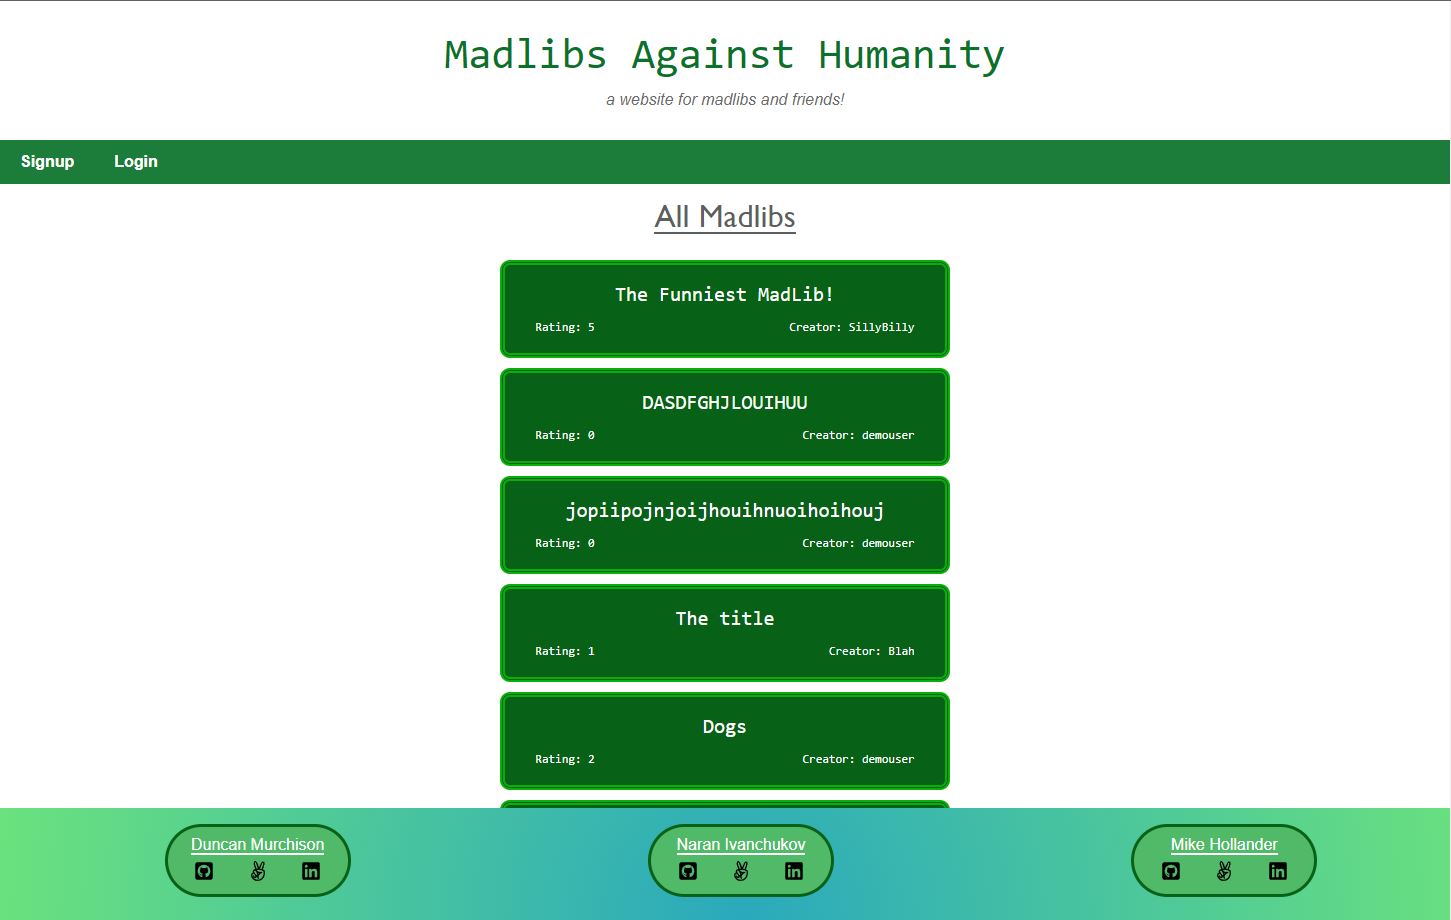 Madlibs Against Humanity
a website for madlibs and friends!
Signup Login
All Madlibs
The Funniest MadLib!
Rating: 5 Creator: SillyBilly
DASDFGHJLOUIHUU
Rating: 0 Creator: demouser
jopiipojnjoijhouihnuoihoihouj
Rating: 0 Creator: demouser
The title
Rating: 1 Creator: Blah
Dogs
Rating: 2 Creator: demouser
Duncan Murchison Naran Ivanchukov Mike Hollander